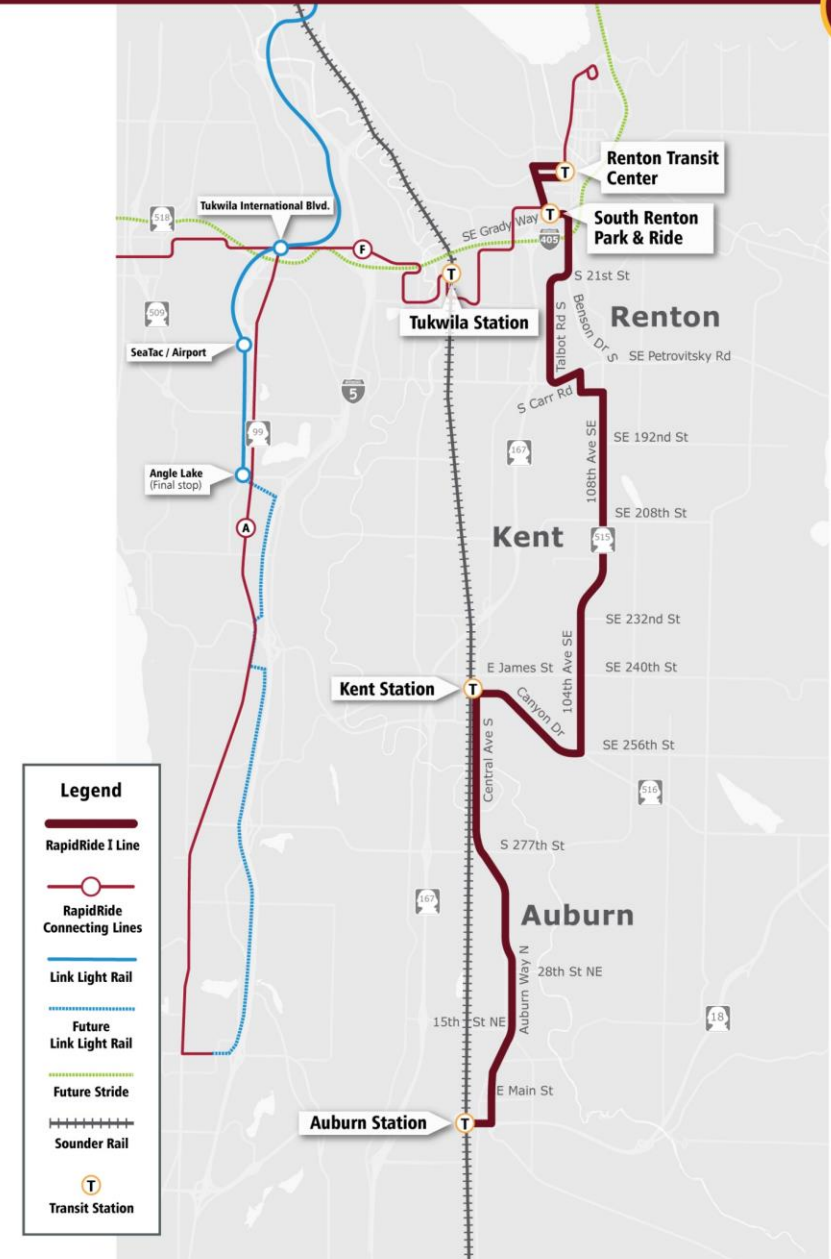 Renton Transit
Center
518
Tukwila International Blvd.
South Renton
Park & Ride
SE Grady Way
F
405
T
T
T
S 21st St
Tukwila Station
Renton
509
Talbot Rd S
Benson Dr S
SeaTac / Airport
SE Petrovitsky Rd
5
S Carr Rd
99
167
108th Ave SE
SE 192nd St
Angle Lake
(Final stop)
SE 208th St
A
Kent
515
SE 232nd St
104th Ave SE
E James St
SE 240th St
Kent Station
T
Canyon Dr
Central Ave S
SE 256th St
516
S 277th St
167
Auburn
Auburn Way N
28th St NE
18
15th St NE
E Main St
Auburn Station
T
Legend
RapidRide I Line
RapidRide
Connecting Lines
Link Light Rail
Future
Link Light Rail
Future Stride
Sounder Rail
T
Transit Station